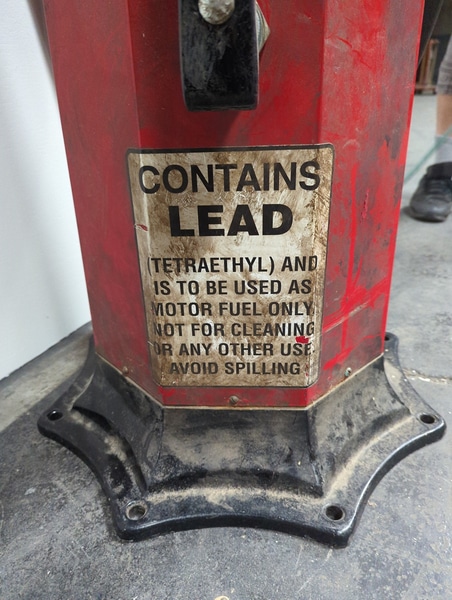 CONTAINS
LEAD
(TETRAETHYL) AND
IS TO BE USED AS
MOTOR FUEL ONLY
NOT FOR CLEANING
OR ANY OTHER USE.
AVOID SPILLING